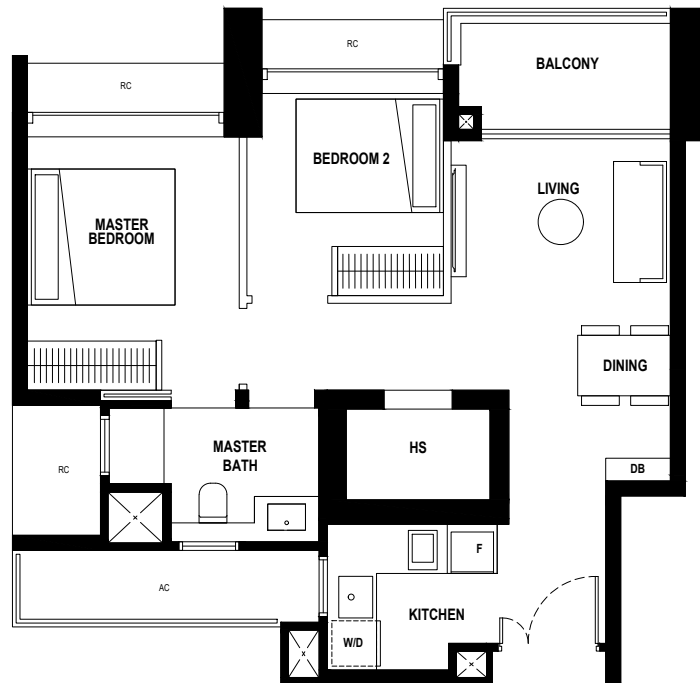 RC
BALCONY
RC
BEDROOM 2
LIVING
MASTER
BEDROOM
DINING
MASTER
BATH
HS
RC
DB
F
AC
KITCHEN
W/D